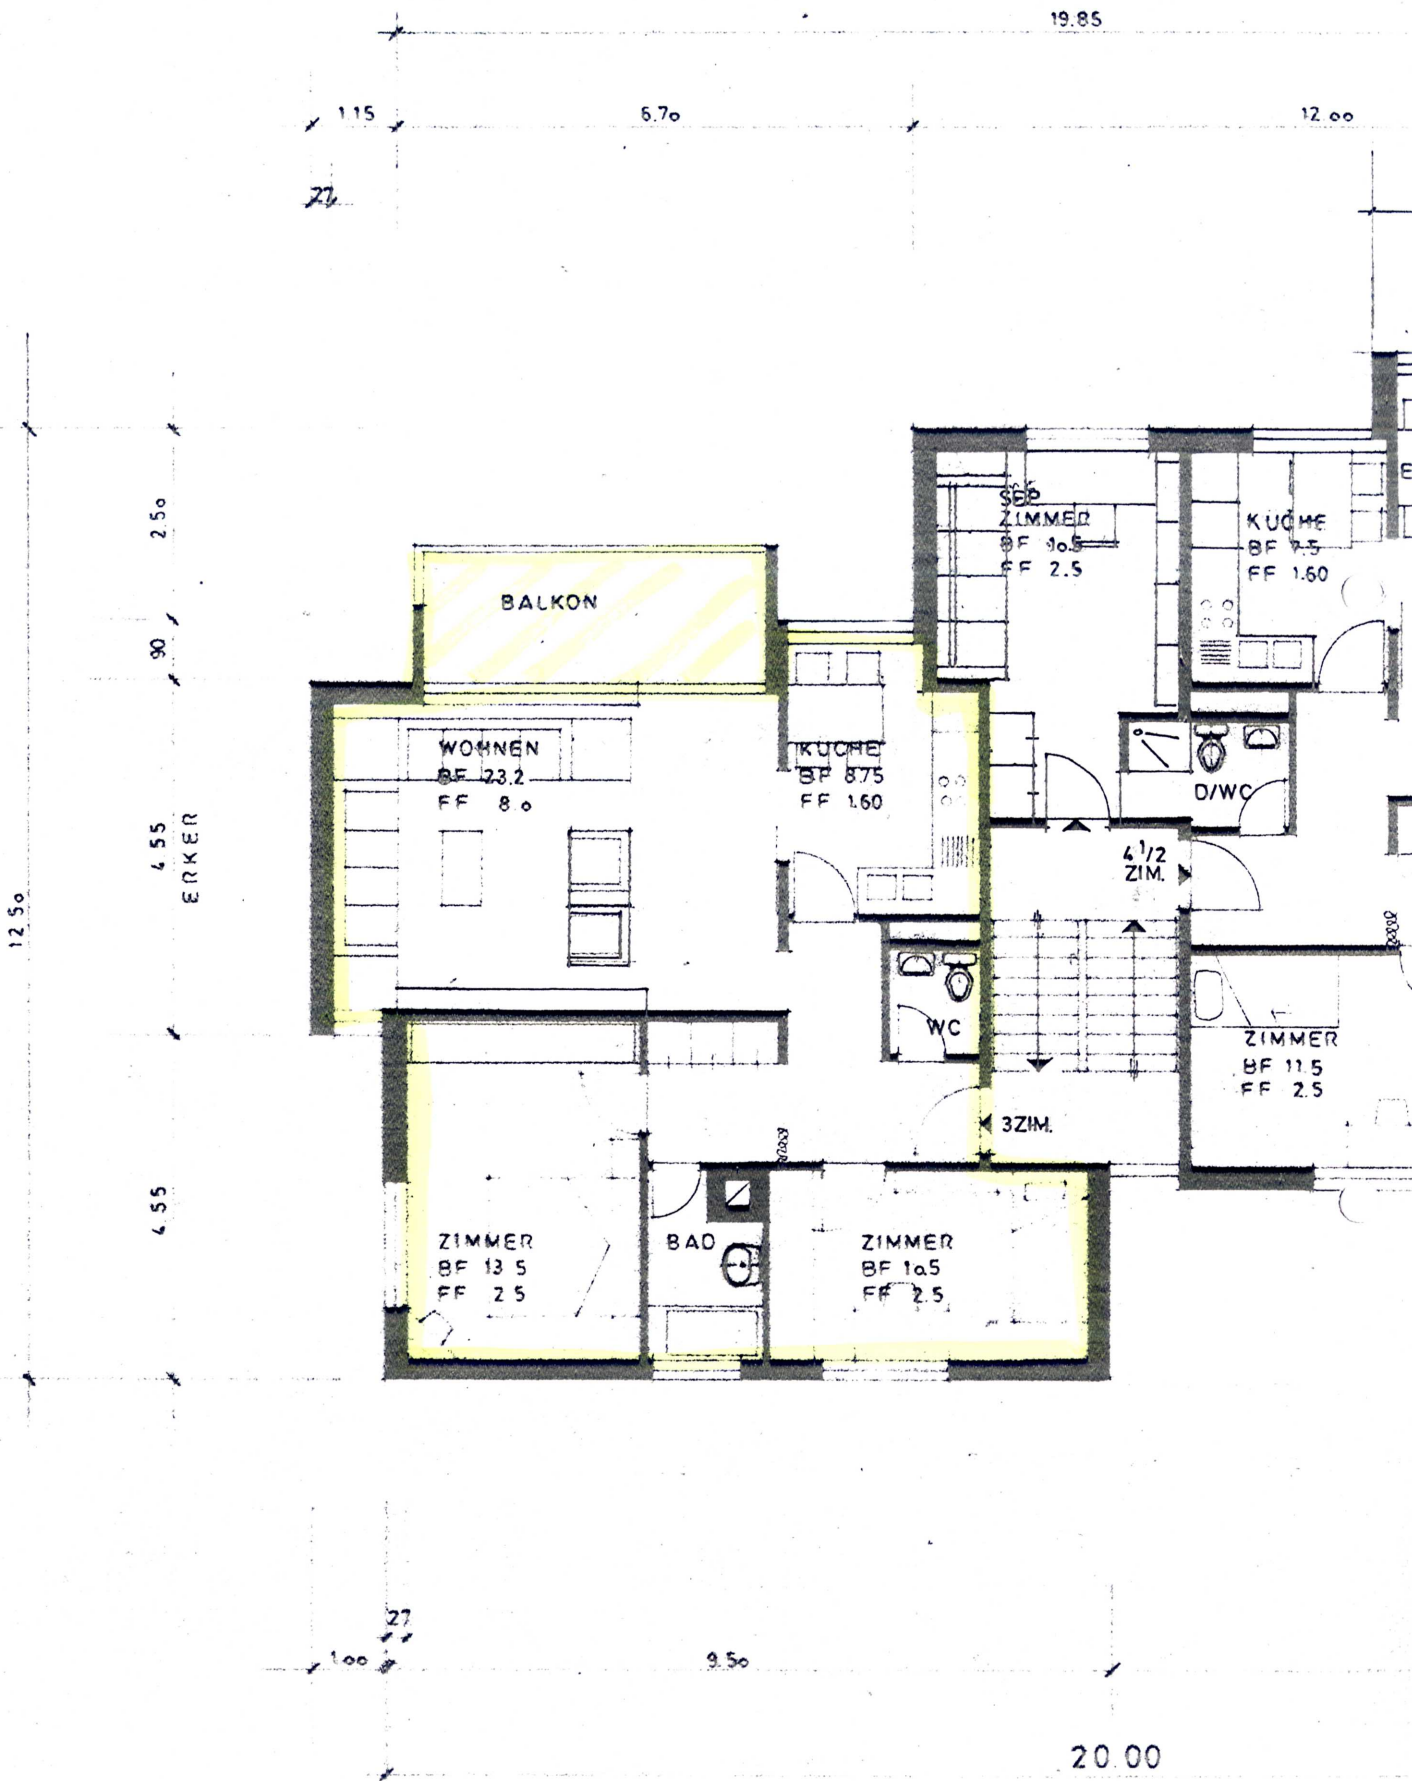 19.85
1.15
6.70
12.00
27
2.50
90
4.55
ERKER
12.50
4.55
BALKON
SEP
ZIMMER
BF 10.5
FF 2.5
KÜCHE
BF 7.5
FF 1.60
WOHNEN
BF 23.2
FF 8.0
KÜCHE
BF 8.75
FF 1.60
D/WC
4 1/2
ZIM.
WC
3 ZIM.
ZIMMER
BF 11.5
FF 2.5
ZIMMER
BF 13.5
FF 2.5
BAD
ZIMMER
BF 10.5
FF 2.5
27
1.00
9.50
20.00